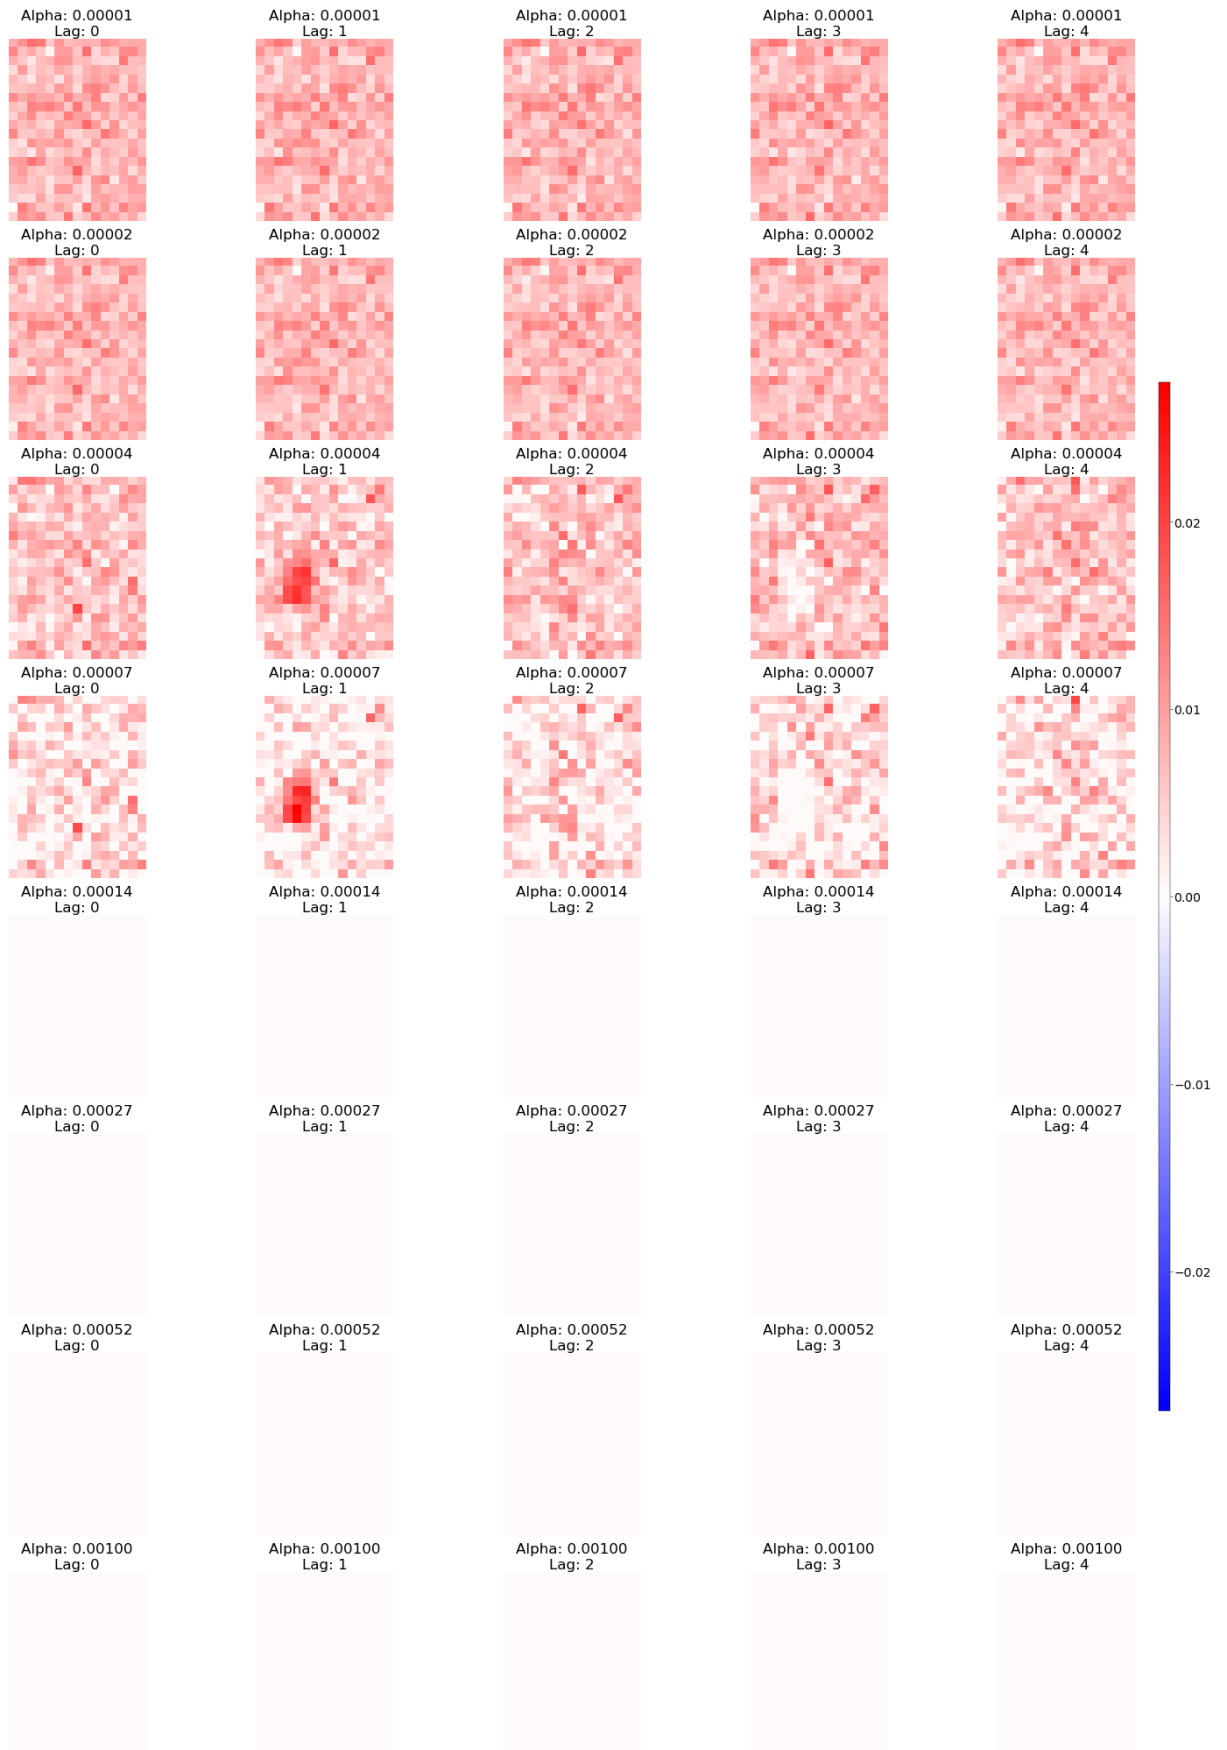 Alpha: 0.00001 Alpha: 0.00001 Alpha: 0.00001 Alpha: 0.00001 Alpha: 0.00001
Lag: 0 Lag: 1 Lag: 2 Lag: 3 Lag: 4
Alpha: 0.00002 Alpha: 0.00002 Alpha: 0.00002 Alpha: 0.00002 Alpha: 0.00002
Lag: 0 Lag: 1 Lag: 2 Lag: 3 Lag: 4
Alpha: 0.00004 Alpha: 0.00004 Alpha: 0.00004 Alpha: 0.00004 Alpha: 0.00004
Lag: 0 Lag: 1 Lag: 2 Lag: 3 Lag: 4
0.02
Alpha: 0.00007 Alpha: 0.00007 Alpha: 0.00007 Alpha: 0.00007 Alpha: 0.00007
Lag: 0 Lag: 1 Lag: 2 Lag: 3 Lag: 4
0.01
Alpha: 0.00014 Alpha: 0.00014 Alpha: 0.00014 Alpha: 0.00014 Alpha: 0.00014
0.00
Lag: 0 Lag: 1 Lag: 2 Lag: 3 Lag: 4
−0.01
Alpha: 0.00027 Alpha: 0.00027 Alpha: 0.00027 Alpha: 0.00027 Alpha: 0.00027
Lag: 0 Lag: 1 Lag: 2 Lag: 3 Lag: 4
−0.02
Alpha: 0.00052 Alpha: 0.00052 Alpha: 0.00052 Alpha: 0.00052 Alpha: 0.00052
Lag: 0 Lag: 1 Lag: 2 Lag: 3 Lag: 4
Alpha: 0.00100 Alpha: 0.00100 Alpha: 0.00100 Alpha: 0.00100 Alpha: 0.00100
Lag: 0 Lag: 1 Lag: 2 Lag: 3 Lag: 4